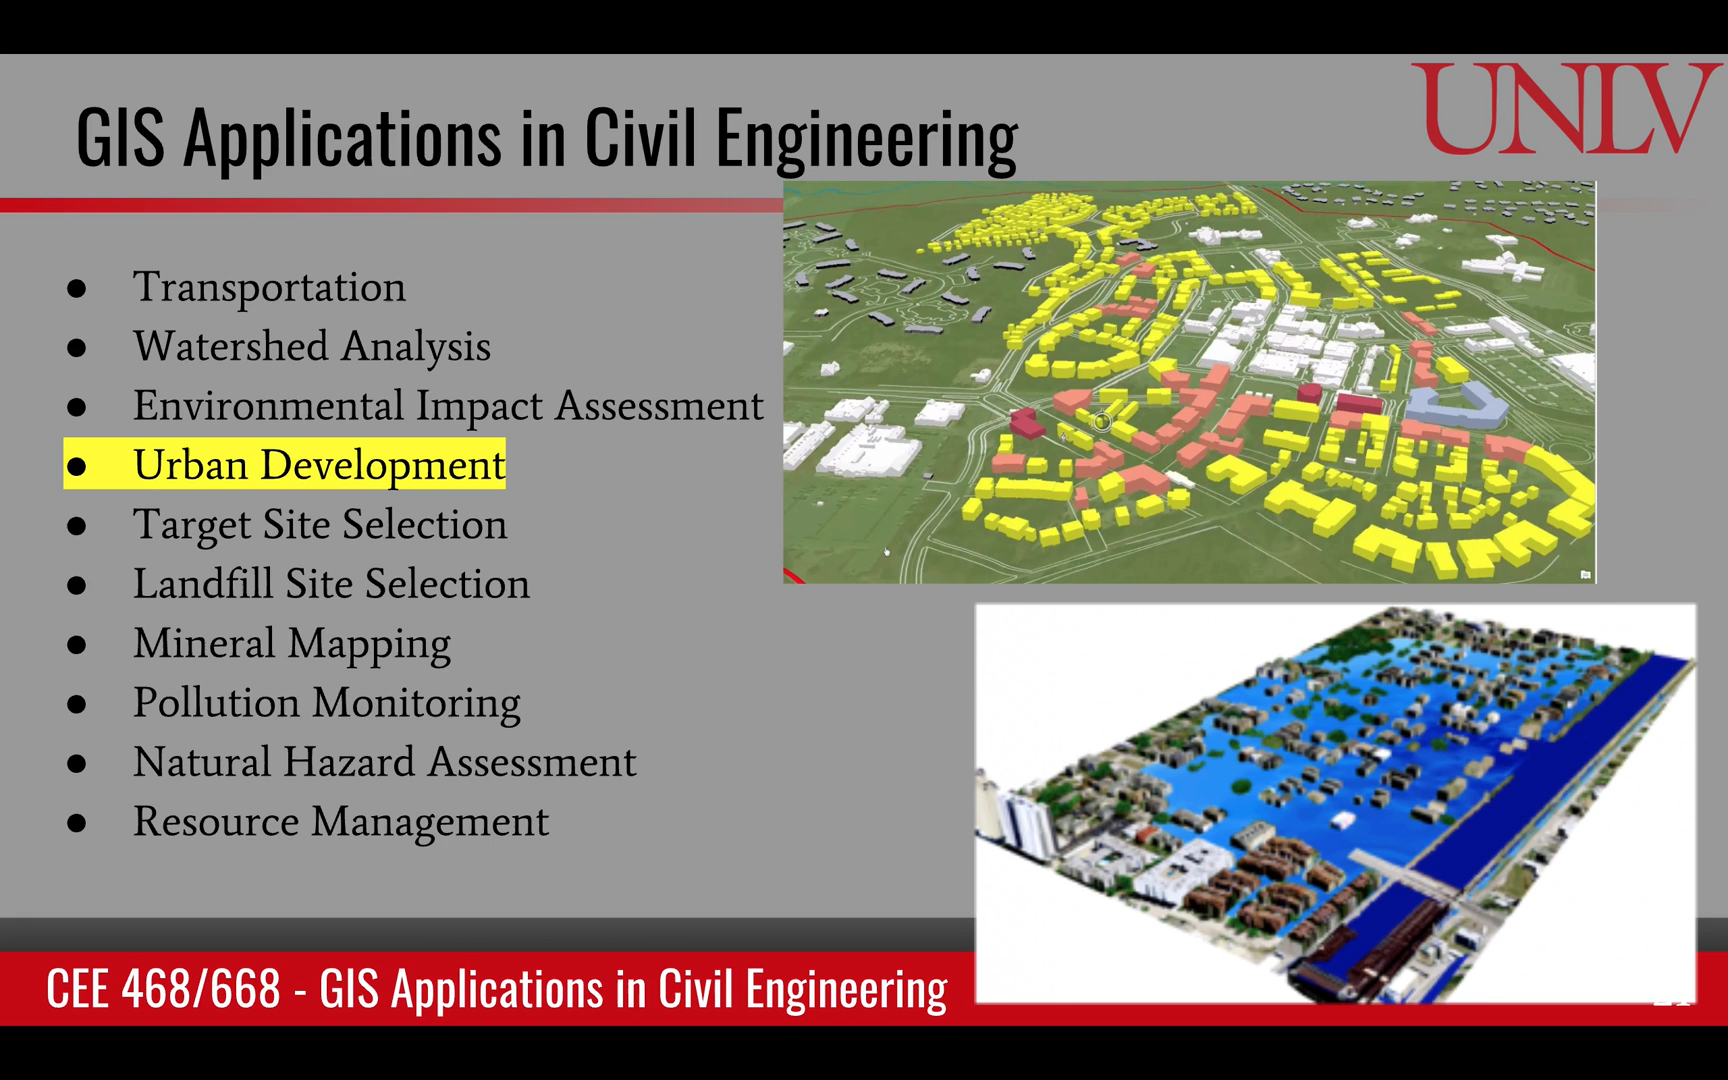 UNLV
GIS Applications in Civil Engineering
● Transportation
● Watershed Analysis
● Environmental Impact Assessment
● Urban Development
● Target Site Selection
● Landfill Site Selection
● Mineral Mapping
● Pollution Monitoring
● Natural Hazard Assessment
● Resource Management
CEE 468/668 - GIS Applications in Civil Engineering